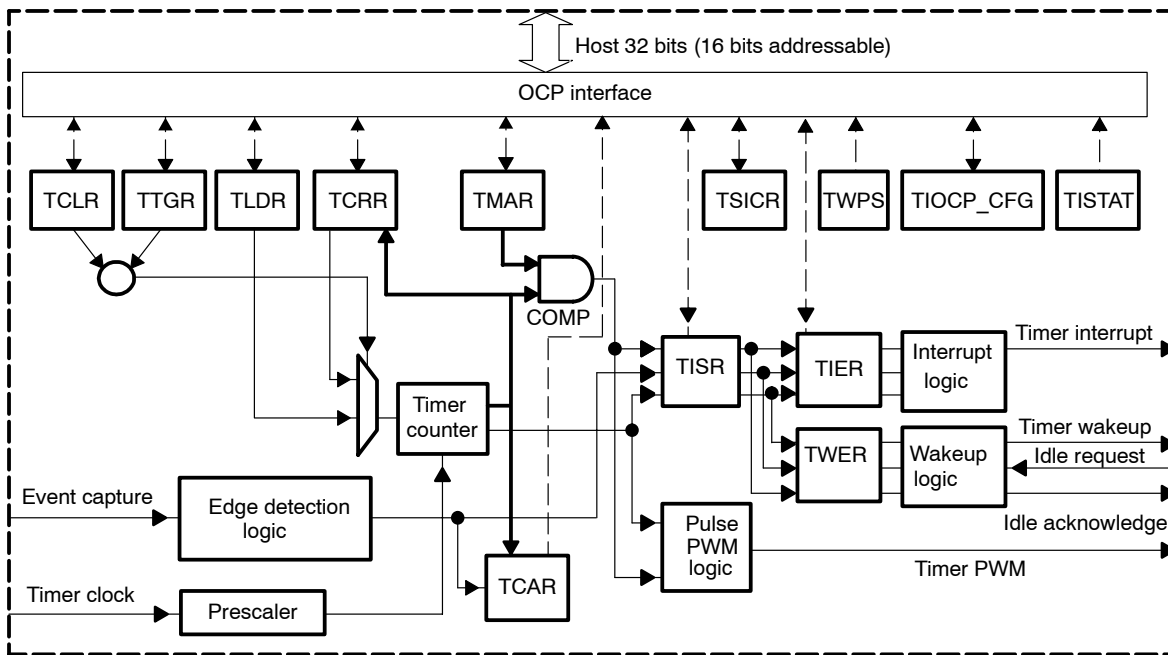 Host 32 bits (16 bits addressable)
OCP interface
TCLR
TTGR
TLDR
TCRR
TMAR
TSICR
TWPS
TIOCP_CFG
TISTAT
COMP
Timer
counter
TISR
TIER
Interrupt
logic
Timer interrupt
TWER
Wakeup
logic
Timer wakeup
Idle request
Idle acknowledge
Event capture
Edge detection
logic
TCAR
Pulse
PWM
logic
Timer PWM
Timer clock
Prescaler